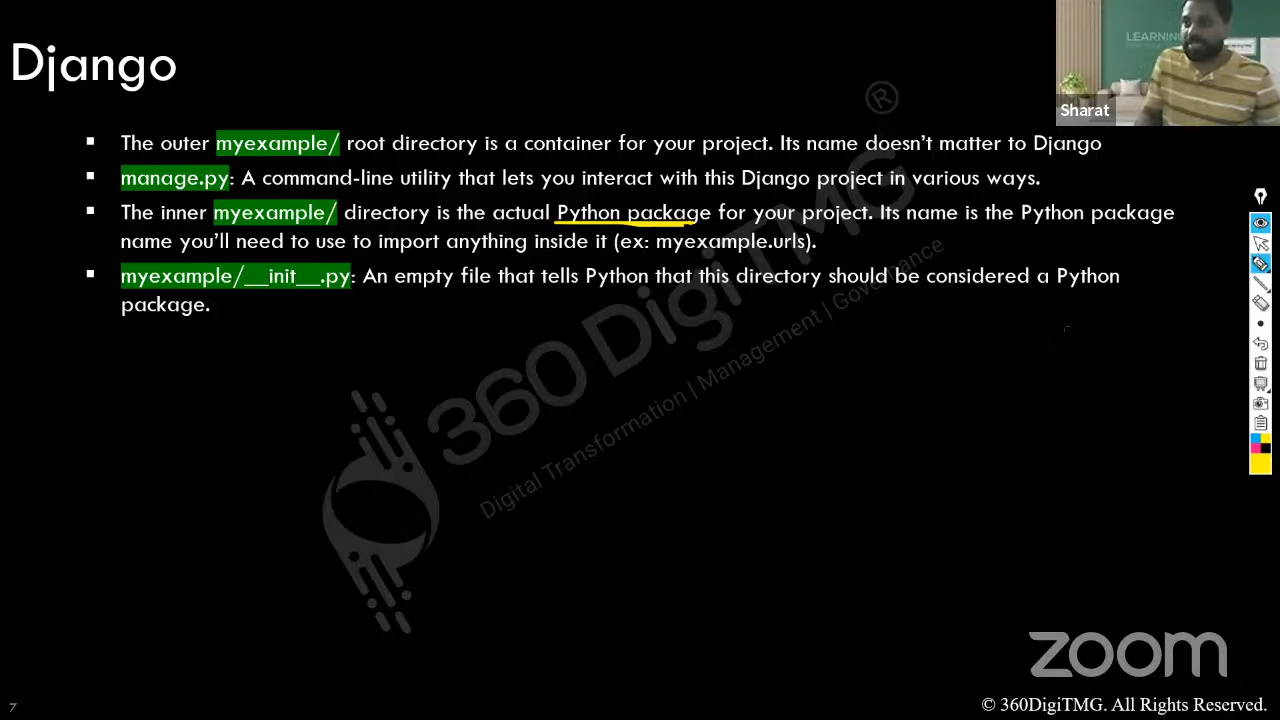 Django
LEARNING
Sharat
®
▪ The outer myexample/ root directory is a container for your project. Its name doesn’t matter to Django
▪ manage.py: A command-line utility that lets you interact with this Django project in various ways.
▪ The inner myexample/ directory is the actual Python package for your project. Its name is the Python package
name you’ll need to use to import anything inside it (ex: myexample.urls).
▪ myexample/__init__.py: An empty file that tells Python that this directory should be considered a Python
package.
360DigiTMG
Digital Transformation | Management | Governance
zoom
7
© 360DigiTMG. All Rights Reserved.